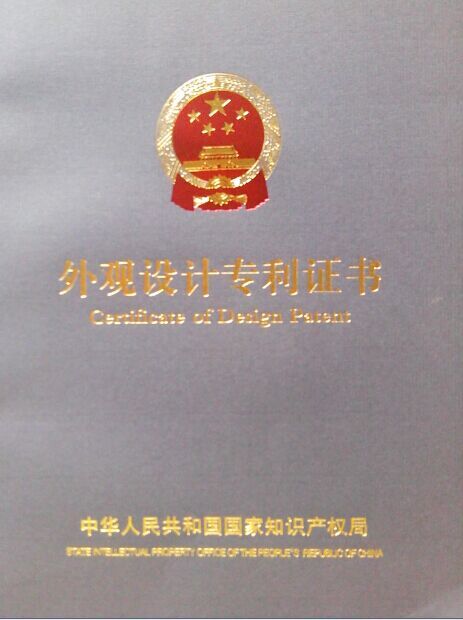 外观设计专利证书
Certificate of Design Patent
中华人民共和国国家知识产权局
STATE INTELLECTUAL PROPERTY OFFICE OF THE PEOPLE'S REPUBLIC OF CHINA